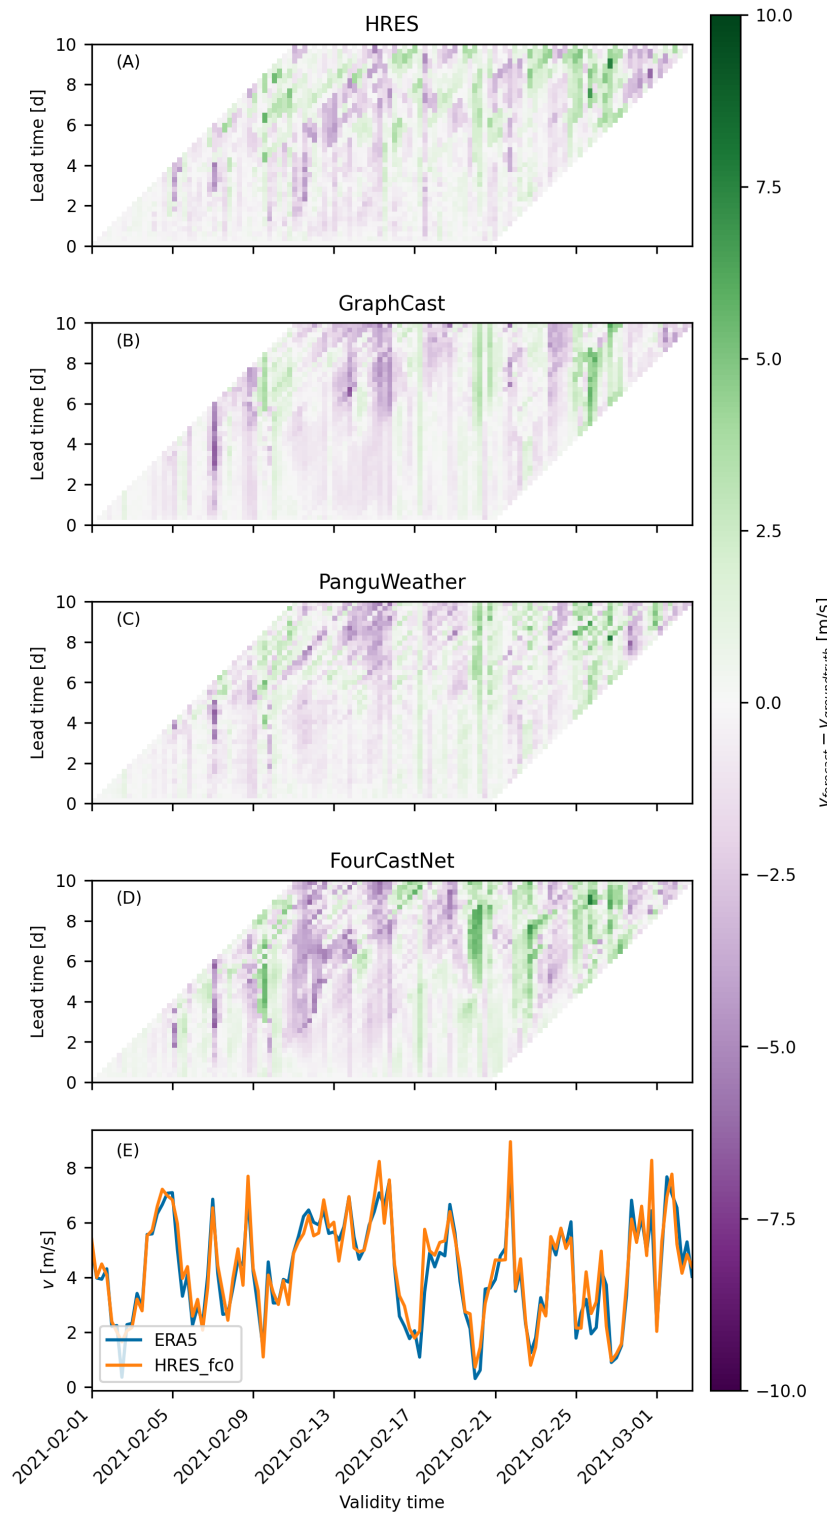 HRES
(A)
10
8
6
4
2
0
Lead time [d]
GraphCast
(B)
10
8
6
4
2
0
Lead time [d]
PanguWeather
(C)
10
8
6
4
2
0
Lead time [d]
FourCastNet
(D)
10
8
6
4
2
0
Lead time [d]
(E)
8
6
4
2
0
v [m/s]
ERA5
HRES_fc0
2021-02-01
2021-02-05
2021-02-09
2021-02-13
2021-02-17
2021-02-21
2021-02-25
2021-03-01
Validity time
10.0
7.5
5.0
2.5
0.0
−2.5
−5.0
−7.5
−10.0
[m/s]